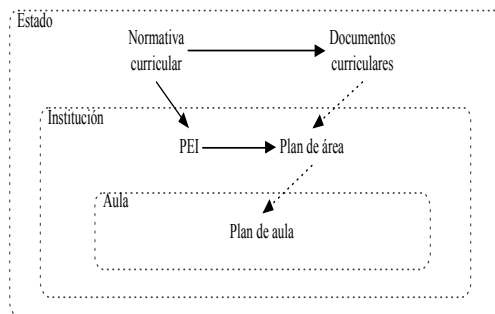 Estado
Normativa
curricular
Documentos
curriculares
Institución
PEI
Plan de área
Aula
Plan de aula